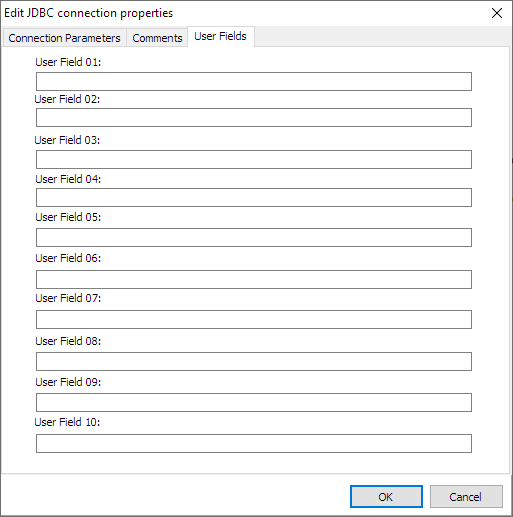 Edit JDBC connection properties
Connection Parameters Comments User Fields
User Field 01:
User Field 02:
User Field 03:
User Field 04:
User Field 05:
User Field 06:
User Field 07:
User Field 08:
User Field 09:
User Field 10:
OK Cancel